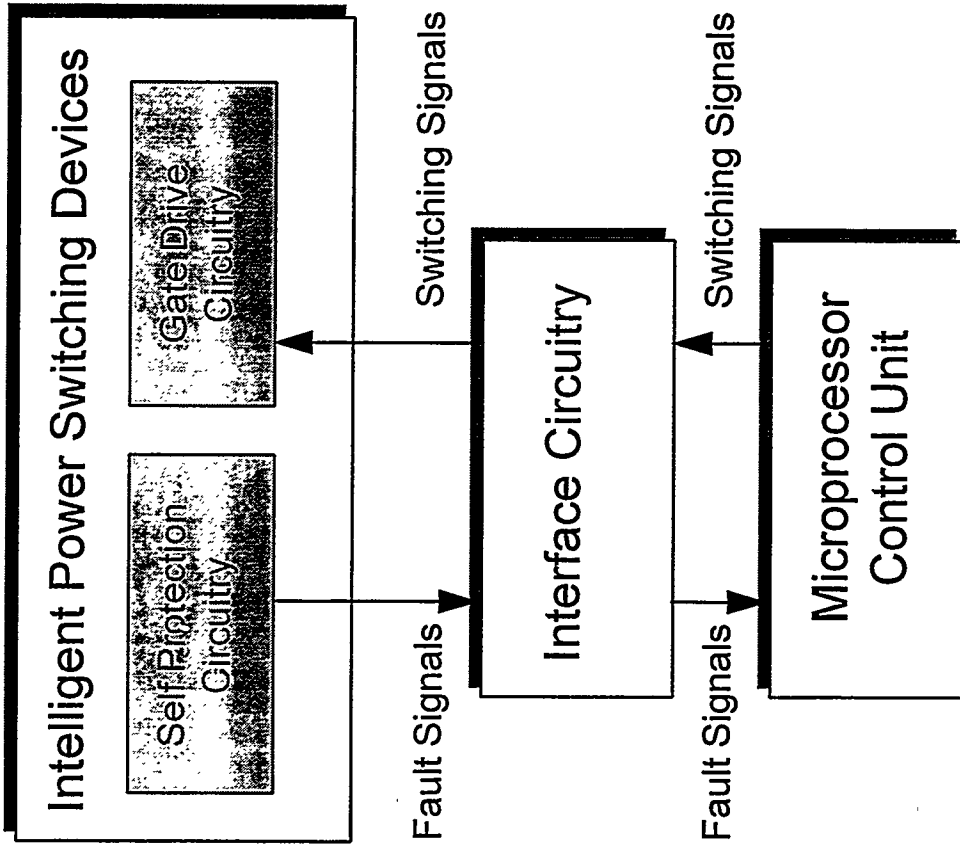 Intelligent Power Switching Devices
Self Protection
Circuitry
Gate Drive
Circuitry
Fault Signals
Switching Signals
Interface Circuitry
Fault Signals
Switching Signals
Microprocessor
Control Unit